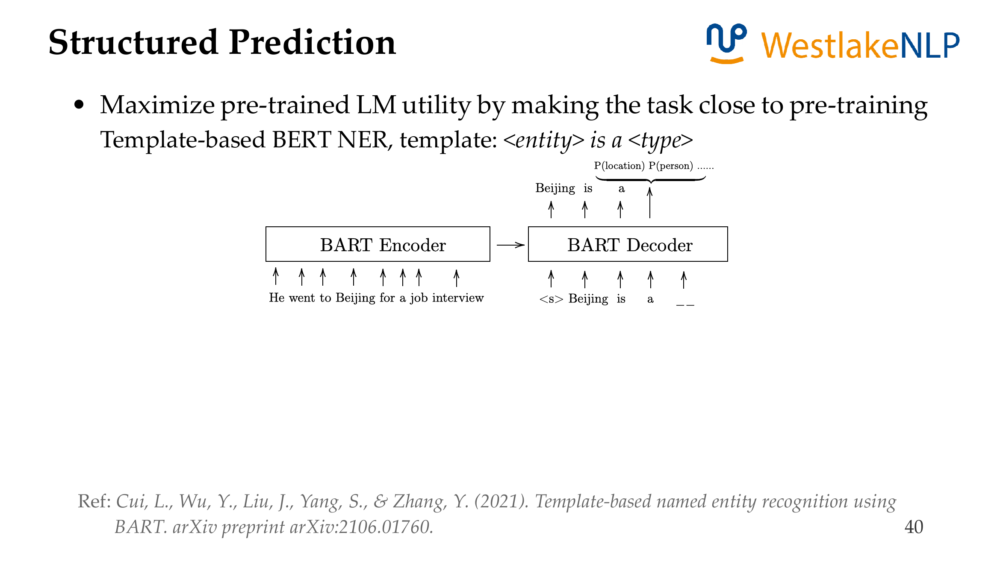 Structured Prediction
WestlakeNLP
• Maximize pre-trained LM utility by making the task close to pre-training
Template-based BERT NER, template: <entity> is a <type>
P(location) P(person) ......
Beijing is a
BART Encoder
BART Decoder
He went to Beijing for a job interview
<s> Beijing is a __
Ref: Cui, L., Wu, Y., Liu, J., Yang, S., & Zhang, Y. (2021). Template-based named entity recognition using
BART. arXiv preprint arXiv:2106.01760.
40